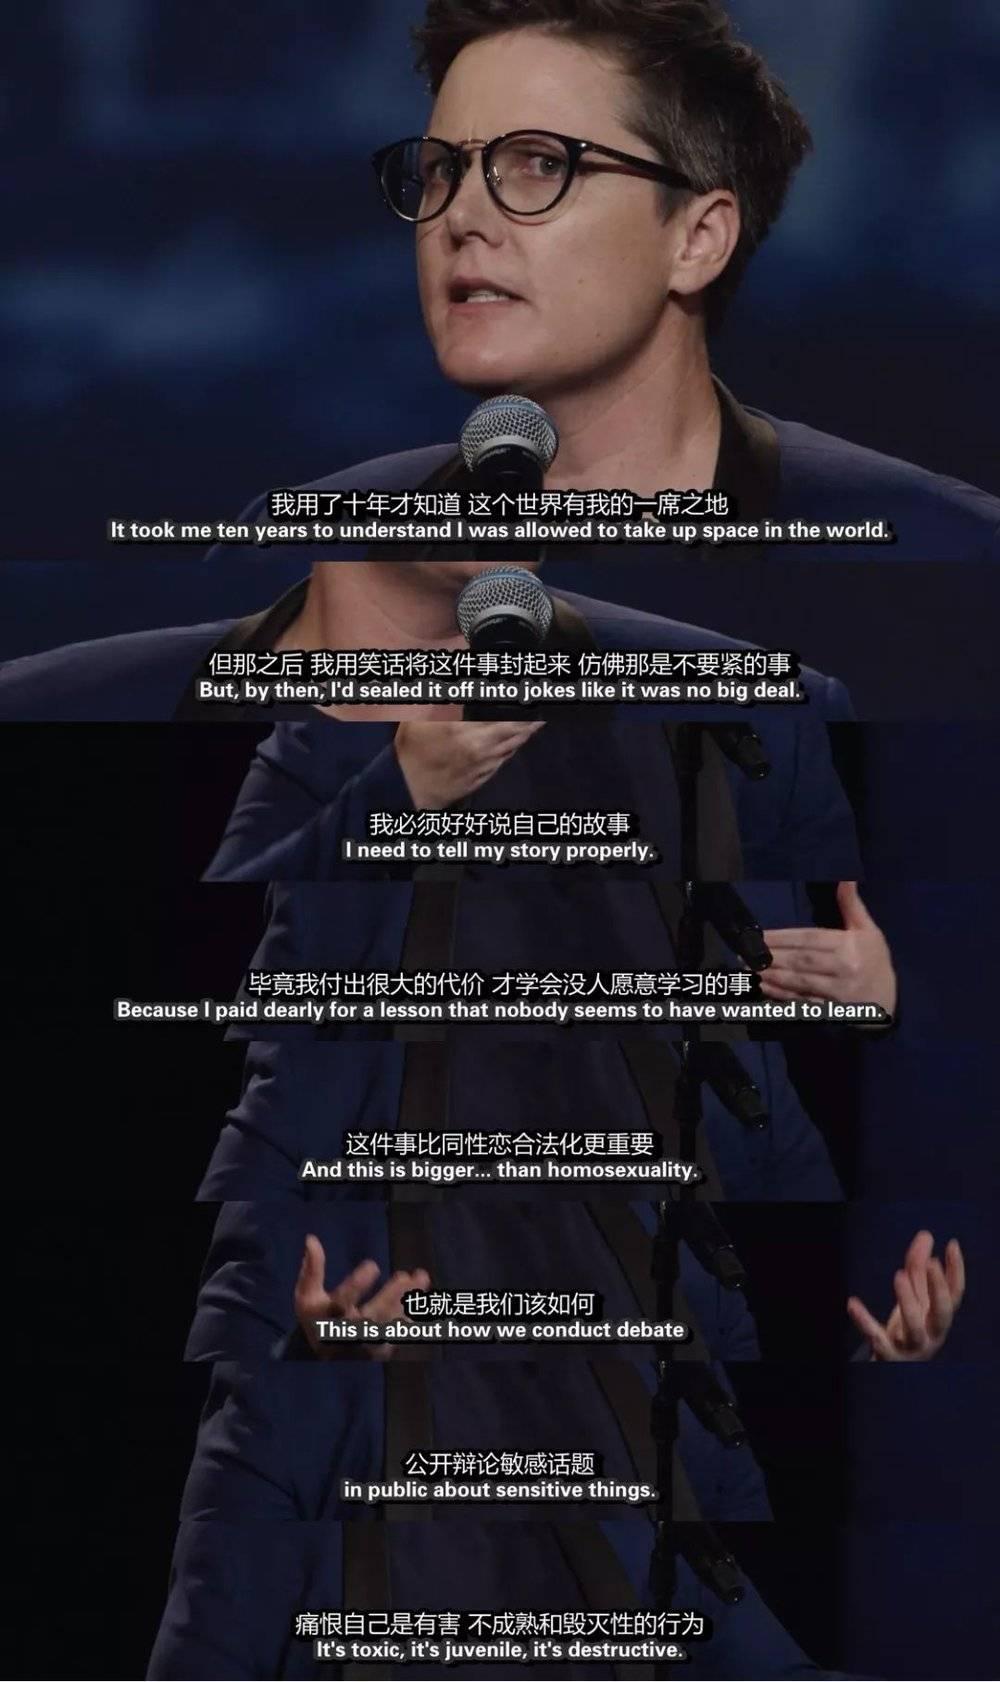 我用了十年才知道 这个世界有我的一席之地
It took me ten years to understand I was allowed to take up space in the world.
但那之后 我用笑话将这件事封起来 仿佛那是不要紧的事
But, by then, I'd sealed it off into jokes like it was no big deal.
我必须好好说自己的故事
I need to tell my story properly.
毕竟我付出很大的代价 才学会没人愿意学习的事
Because I paid dearly for a lesson that nobody seems to have wanted to learn.
这件事比同性恋合法化更重要
And this is bigger... than homosexuality.
也就是我们该如何
This is about how we conduct debate
公开辩论敏感话题
in public about sensitive things.
痛恨自己是有害 不成熟和毁灭性的行为
It's toxic, it's juvenile, it's destructive.